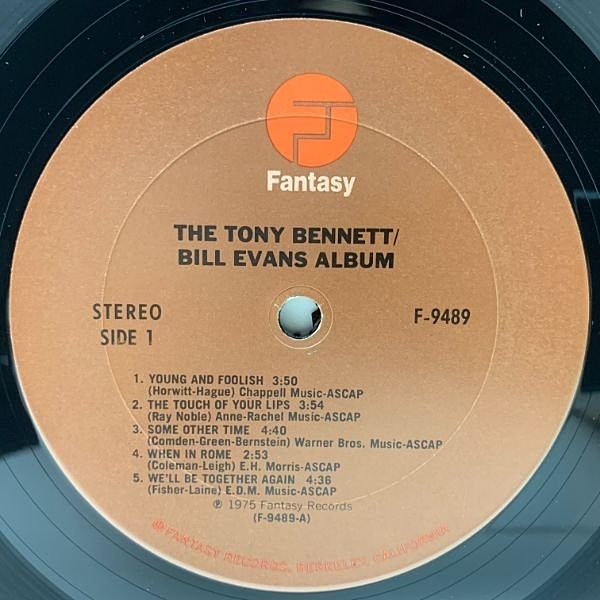 Fantasy
THE TONY BENNETT/
BILL EVANS ALBUM
STEREO
SIDE 1
F-9489
1. YOUNG AND FOOLISH 3:50
(Horwitt-Hague) Chappell Music-ASCAP
2. THE TOUCH OF YOUR LIPS 3:54
(Ray Noble) Anne-Rachel Music-ASCAP
3. SOME OTHER TIME 4:40
(Comden-Green-Bernstein) Warner Bros. Music-ASCAP
4. WHEN IN ROME 2:53
(Coleman-Leigh) E.H. Morris-ASCAP
5. WE'LL BE TOGETHER AGAIN 4:36
(Fisher-Laine) E.D.M. Music-ASCAP
℗ 1975 Fantasy Records
(F-9489-A)
© FANTASY RECORDS, BERKELEY, CALIFORNIA